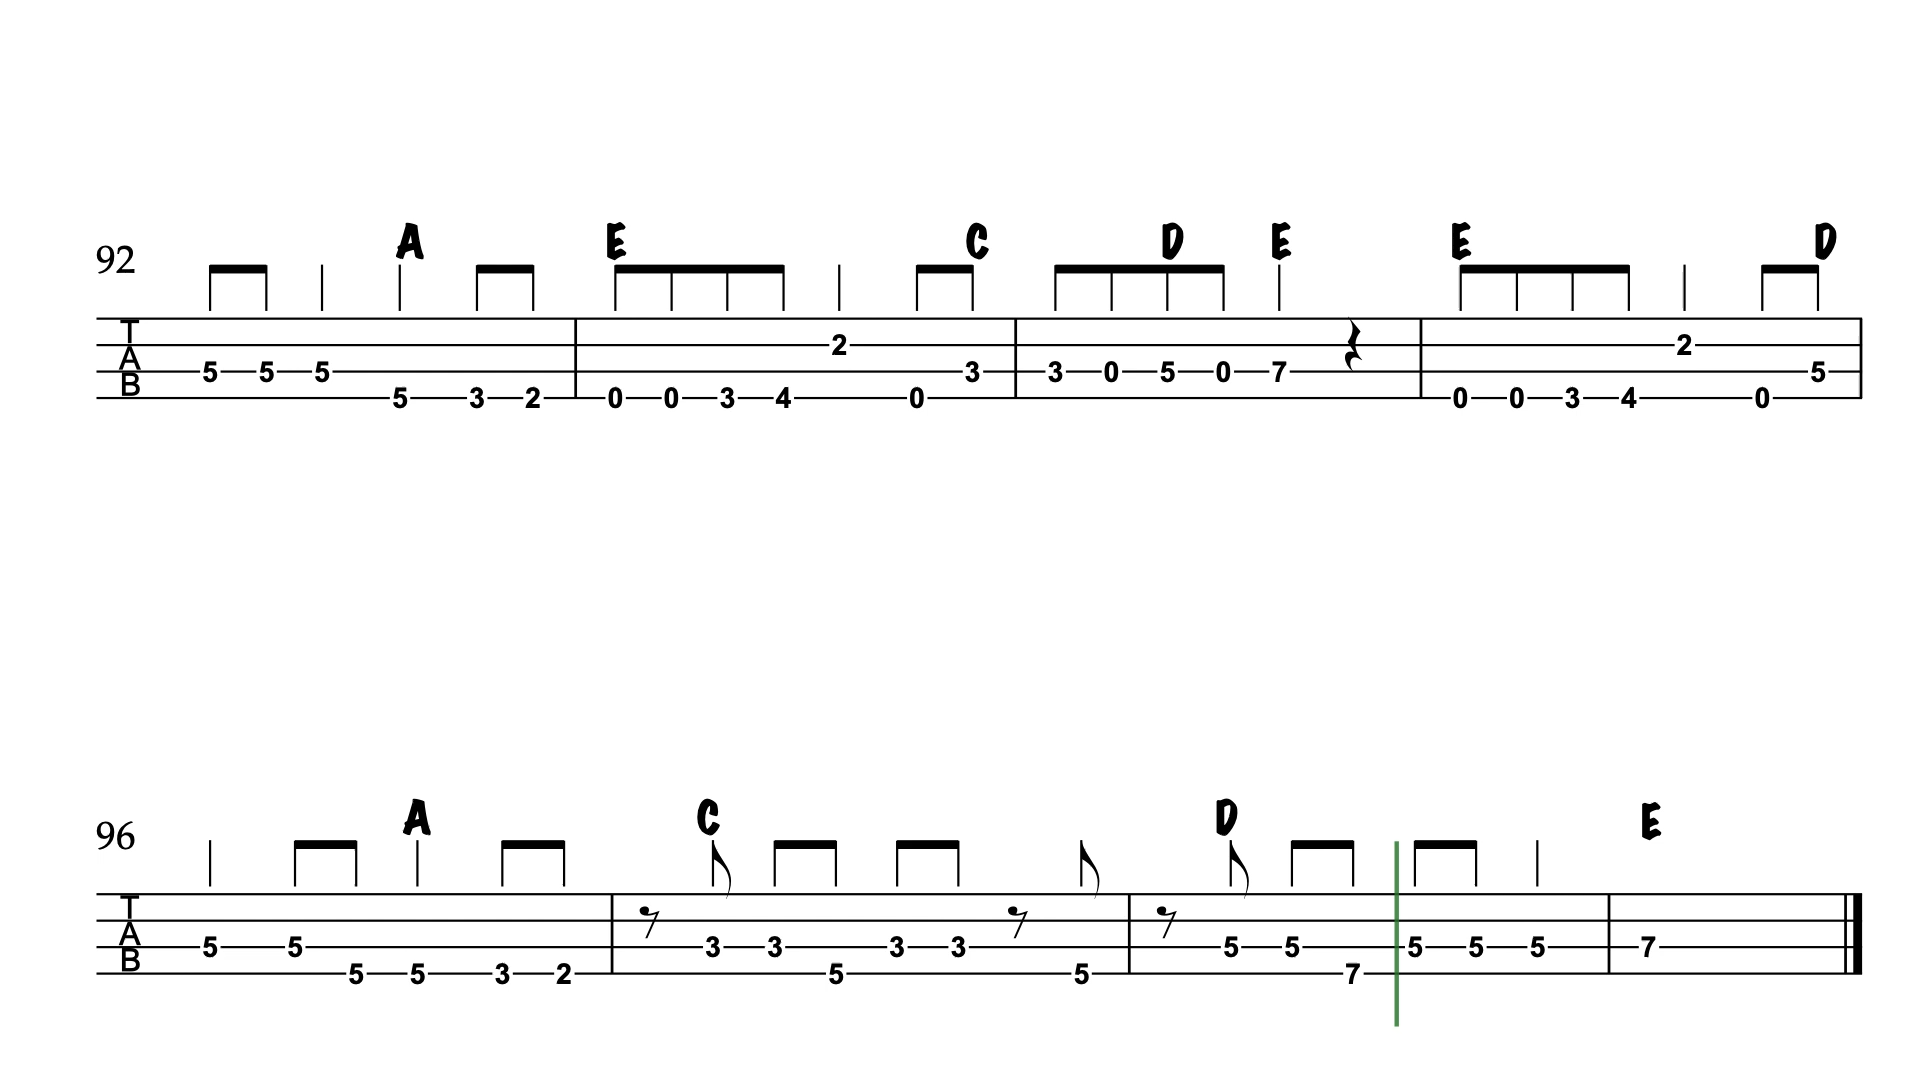 92 A E C D E E D
T
A
B
2 2
5 5 5 3 3 0 5 0 7 5
5 3 2 0 0 3 4 0 0 0 3 4 0
96 A C D E
T
A
B
5 5 3 3 3 3 5 5 5 5 5 7
5 5 3 2 5 5 7